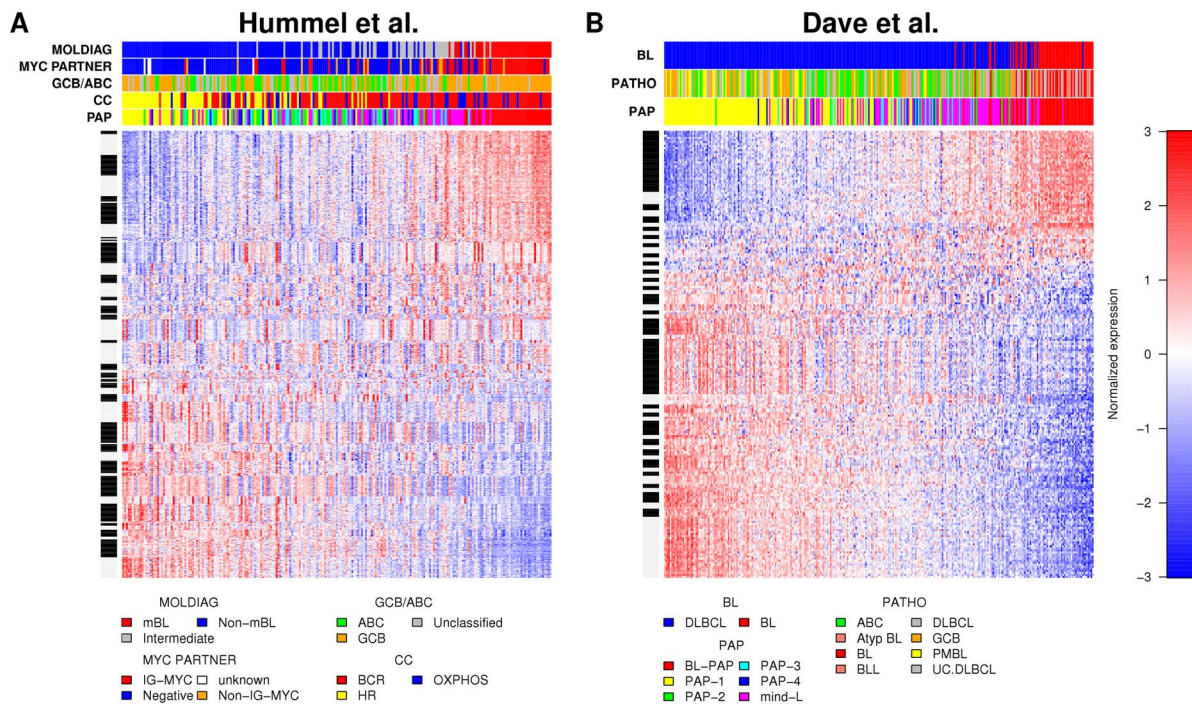 A Hummel et al.
MOLDIAG
MYC PARTNER
GCB/ABC
CC
PAP
MOLDIAG
mBL Non-mBL
Intermediate
GCB/ABC
ABC Unclassified
GCB
MYC PARTNER
IG-MYC unknown
Negative Non-IG-MYC
CC
BCR OXPHOS
HR
B Dave et al.
BL
PATHO
PAP
BL
DLBCL BL
PAP
BL-PAP PAP-3
PAP-1 PAP-4
PAP-2 mind-L
PATHO
ABC DLBCL
Atyp BL GCB
BL PMBL
BLL UC.DLBCL
3
2
1
0
−1
−2
−3
Normalized expression